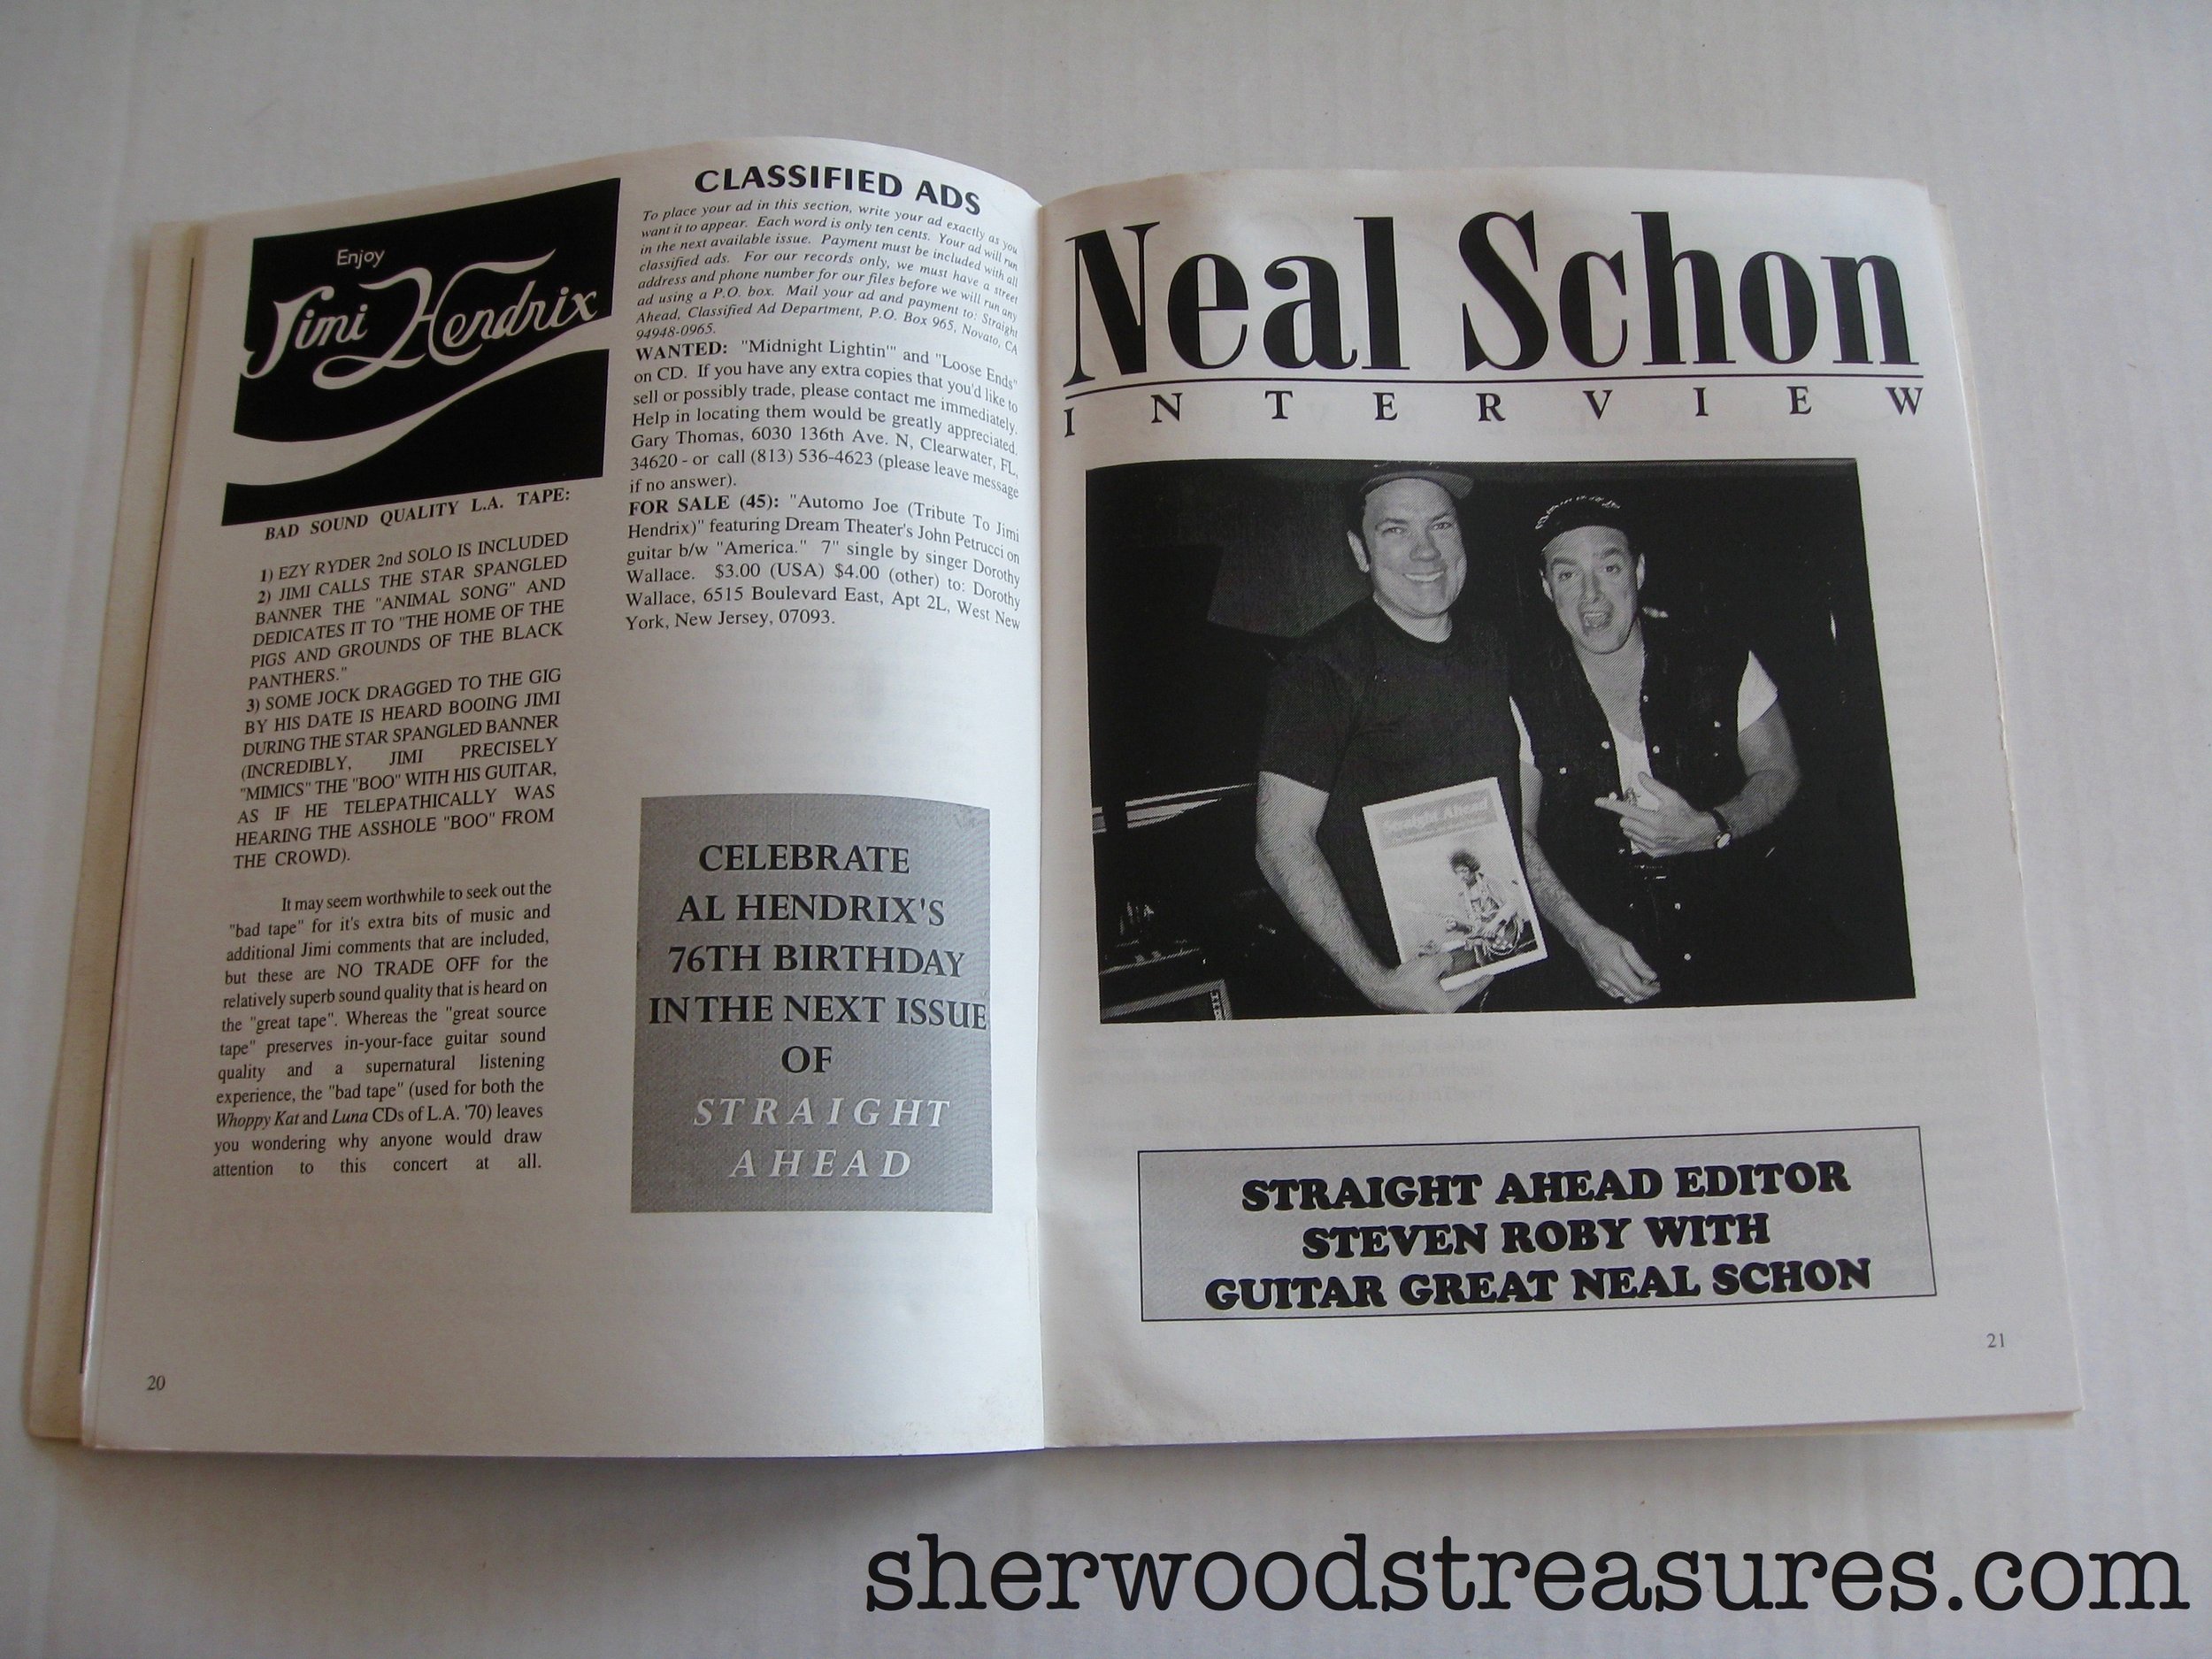 Enjoy
Jimi Hendrix
BAD SOUND QUALITY L.A. TAPE:
1) EZY RYDER 2nd SOLO IS INCLUDED
2) JIMI CALLS THE STAR SPANGLED
BANNER THE "ANIMAL SONG" AND
DEDICATES IT TO "THE HOME OF THE
PIGS AND GROUNDS OF THE BLACK
PANTHERS."
3) SOME JOCK DRAGGED TO THE GIG
BY HIS DATE IS HEARD BOOING JIMI
DURING THE STAR SPANGLED BANNER
(INCREDIBLY, JIMI PRECISELY
"MIMICS" THE "BOO" WITH HIS GUITAR,
AS IF HE TELEPATHICALLY WAS
HEARING THE ASSHOLE "BOO" FROM
THE CROWD).
It may seem worthwhile to seek out the
"bad tape" for it's extra bits of music and
additional Jimi comments that are included,
but these are NO TRADE OFF for the
relatively superb sound quality that is heard on
the "great tape". Whereas the "great source
tape" preserves in-your-face guitar sound
quality and a supernatural listening
experience, the "bad tape" (used for both the
Whoppy Kat and Luna CDs of L.A. '70) leaves
you wondering why anyone would draw
attention to this concert at all.
20
CLASSIFIED ADS
To place your ad in this section, write your ad exactly as you
want it to appear. Each word is only ten cents. Your ad will run
in the next available issue. Payment must be included with all
classified ads. For our records only, we must have a street
address and phone number for our files before we will run any
ad using a P.O. box. Mail your ad and payment to: Straight
Ahead, Classified Ad Department, P.O. Box 965, Novato, CA
94948-0965.
WANTED: "Midnight Lightin'" and "Loose Ends"
on CD. If you have any extra copies that you'd like to
sell or possibly trade, please contact me immediately.
Help in locating them would be greatly appreciated.
Gary Thomas, 6030 136th Ave. N, Clearwater, FL,
34620 - or call (813) 536-4623 (please leave message
if no answer).
FOR SALE (45): "Automo Joe (Tribute To Jimi
Hendrix)" featuring Dream Theater's John Petrucci on
guitar b/w "America." 7" single by singer Dorothy
Wallace. $3.00 (USA) $4.00 (other) to: Dorothy
Wallace, 6515 Boulevard East, Apt 2L, West New
York, New Jersey, 07093.
CELEBRATE
AL HENDRIX'S
76TH BIRTHDAY
IN THE NEXT ISSUE
OF
STRAIGHT
AHEAD
Neal Schon
INTERVIEW
Straight Ahead
STRAIGHT AHEAD EDITOR
STEVEN ROBY WITH
GUITAR GREAT NEAL SCHON
21
sherwoodstreasures.com